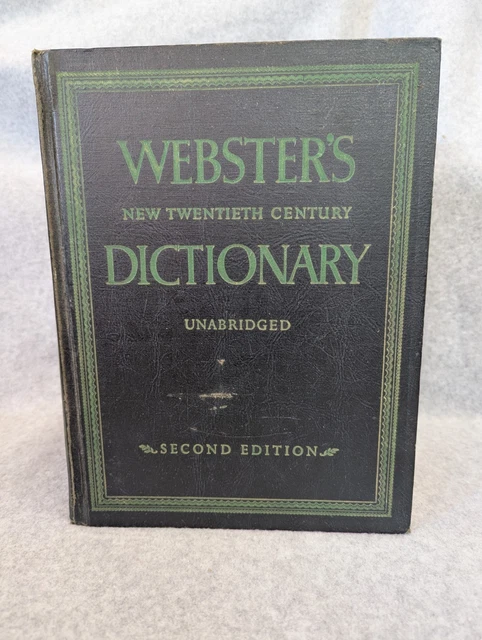 WEBSTER'S
NEW TWENTIETH CENTURY
DICTIONARY
UNABRIDGED
SECOND EDITION